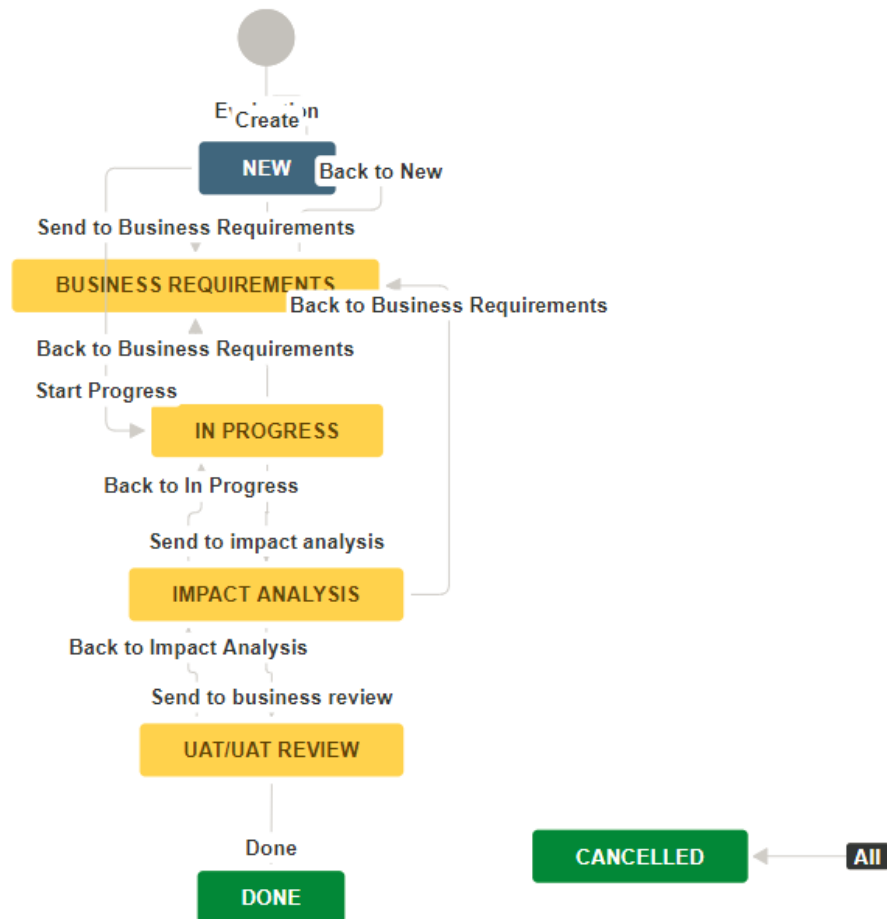 Create
NEW
Back to New
Send to Business Requirements
BUSINESS REQUIREMENTS
Back to Business Requirements
Back to Business Requirements
Start Progress
IN PROGRESS
Back to In Progress
Send to impact analysis
IMPACT ANALYSIS
Back to Impact Analysis
Send to business review
UAT/UAT REVIEW
Done
CANCELLED
All
DONE